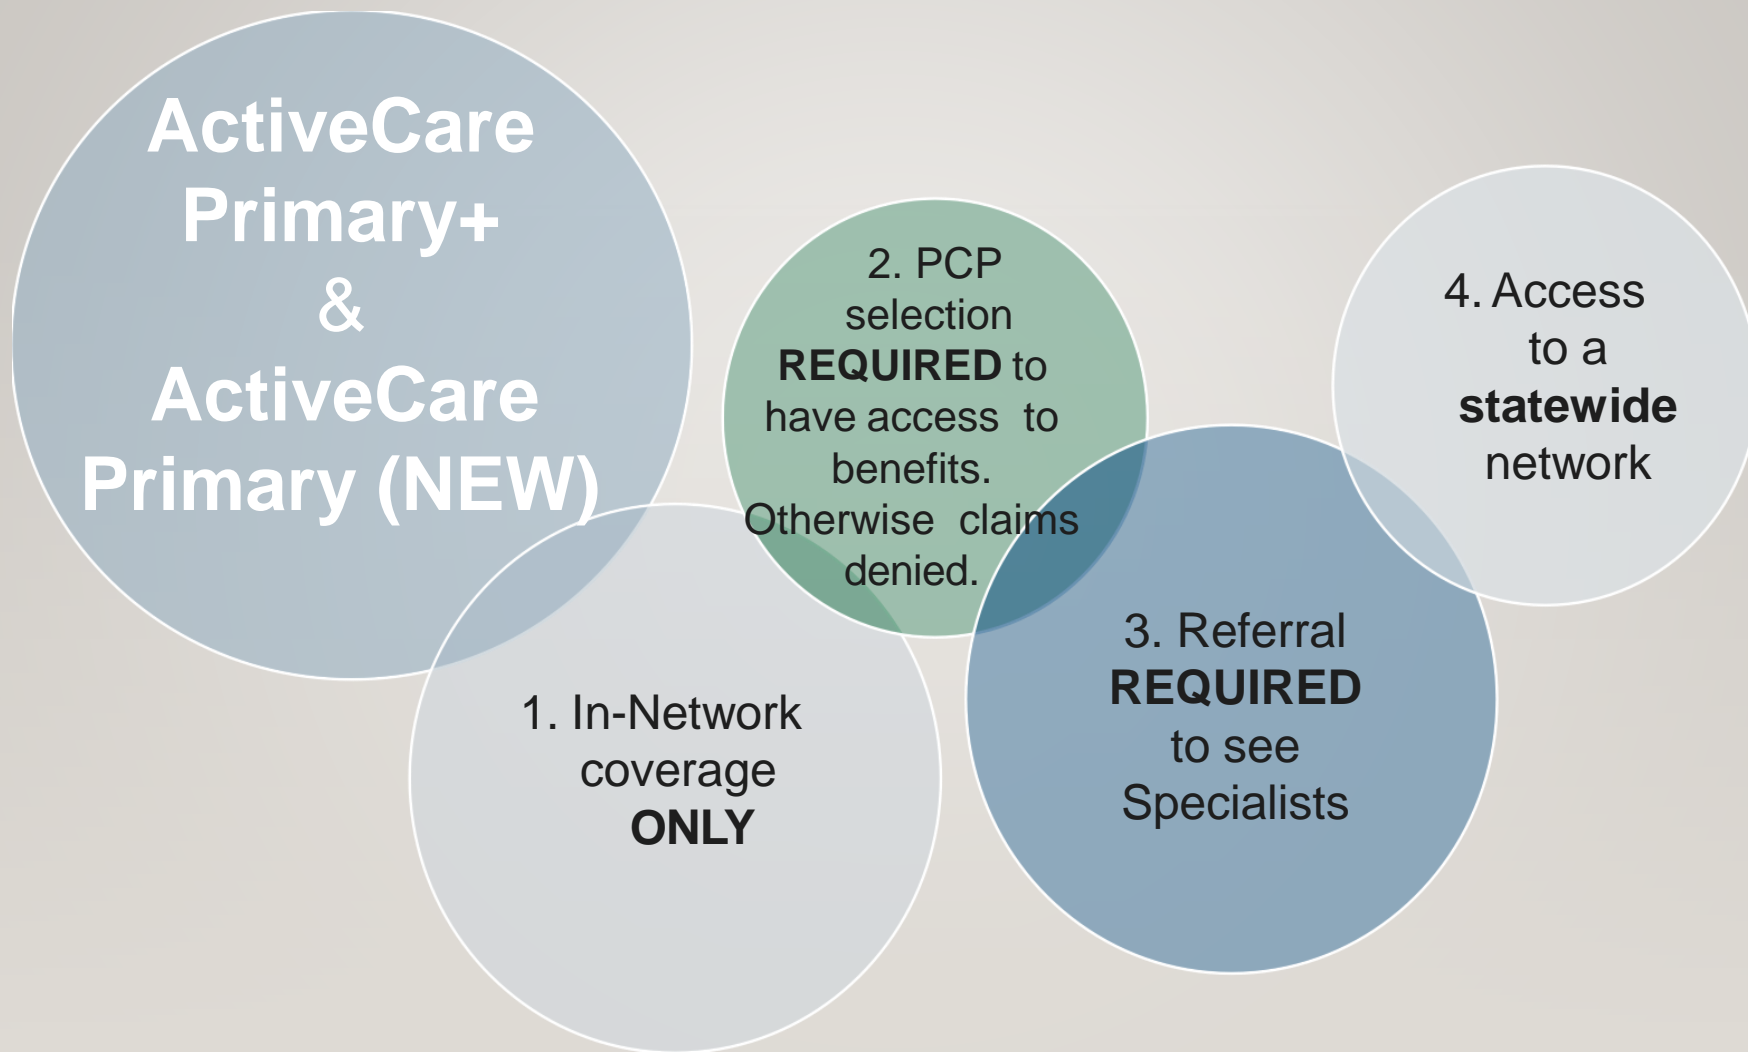 ActiveCare
Primary+
&
ActiveCare
Primary (NEW)
1. In-Network
coverage
ONLY
2. PCP
selection
REQUIRED to
have access to
benefits.
Otherwise claims
denied.
3. Referral
REQUIRED
to see
Specialists
4. Access
to a
statewide
network